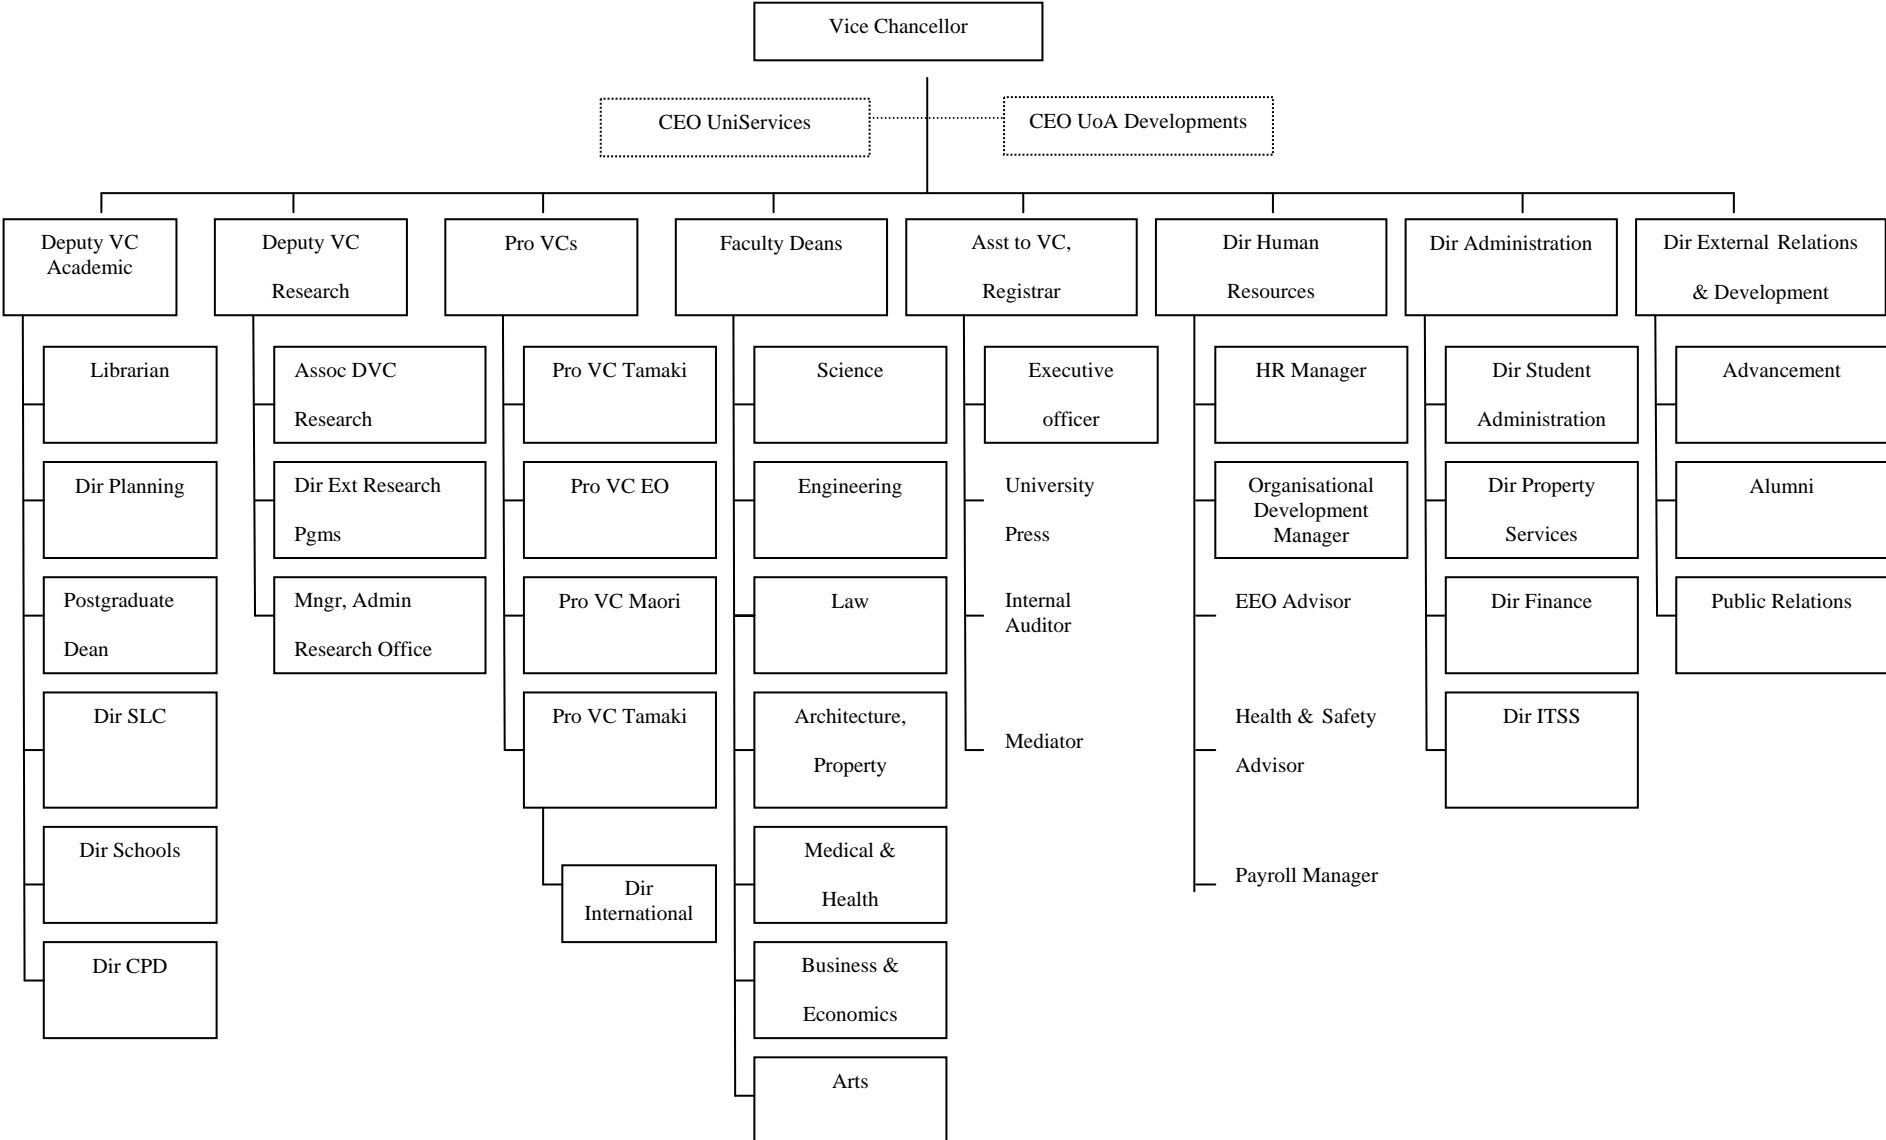 Vice Chancellor
CEO UniServices
CEO UoA Developments
Deputy VC
Academic
Deputy VC
Research
Pro VCs
Faculty Deans
Asst to VC,
Registrar
Dir Human
Resources
Dir Administration
Dir External Relations
& Development
Librarian
Dir Planning
Postgraduate
Dean
Dir SLC
Dir Schools
Dir CPD
Assoc DVC
Research
Dir Ext Research
Pgms
Mngr, Admin
Research Office
Pro VC Tamaki
Pro VC EO
Pro VC Maori
Pro VC Tamaki
Dir
International
Science
Engineering
Law
Architecture,
Property
Medical &
Health
Business &
Economics
Arts
Executive
officer
University
Press
Internal
Auditor
Mediator
HR Manager
Organisational
Development
Manager
EEO Advisor
Health & Safety
Advisor
Payroll Manager
Dir Student
Administration
Dir Property
Services
Dir Finance
Dir ITSS
Advancement
Alumni
Public Relations